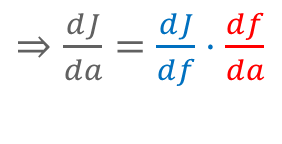 ⇒ dJ/da = dJ/df · df/da